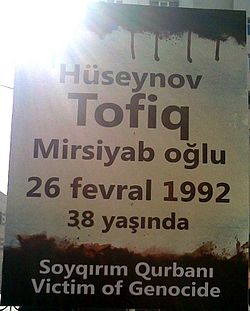 Hüseynov
Tofiq
Mirsiyab oğlu
26 fevral 1992
38 yaşında
Soyqırım Qurbanı
Victim of Genocide